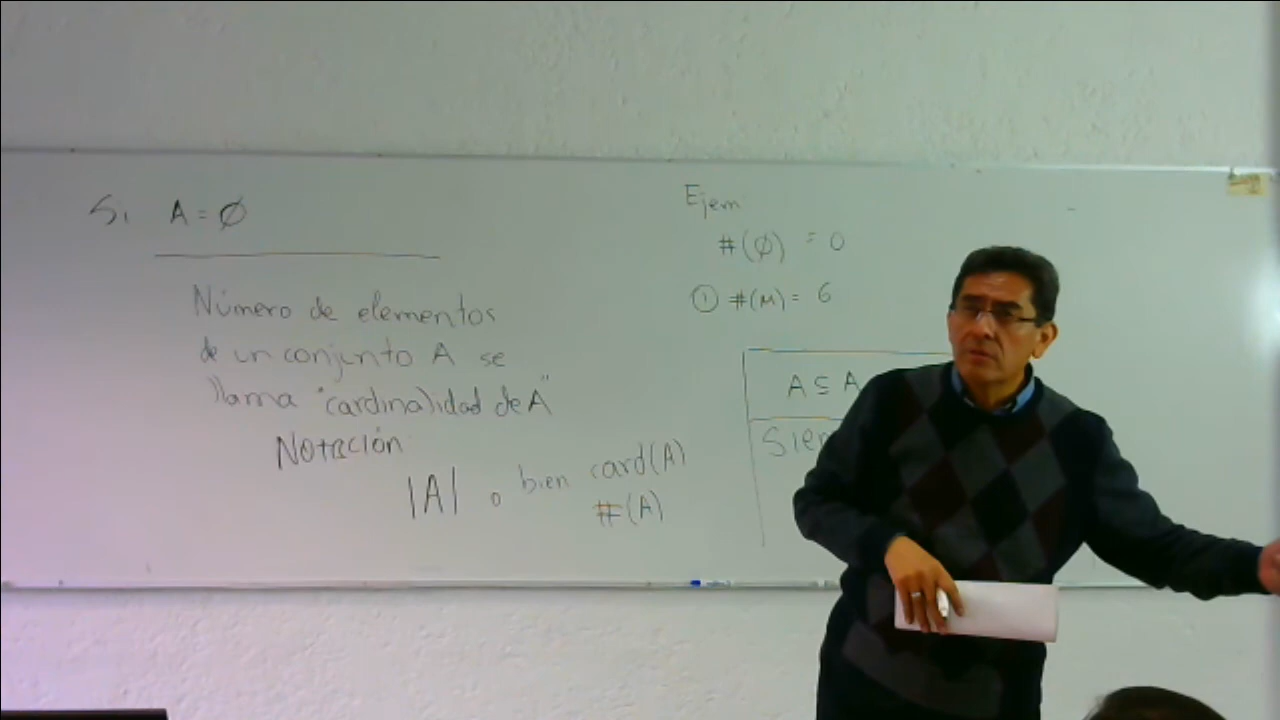 Si A = ∅
Número de elementos
de un conjunto A se
llama "cardinalidad de A"
Notación
|A| o bien card(A)
#(A)
Ejem
#(∅) = 0
① #(M) = 6
A ⊆ A